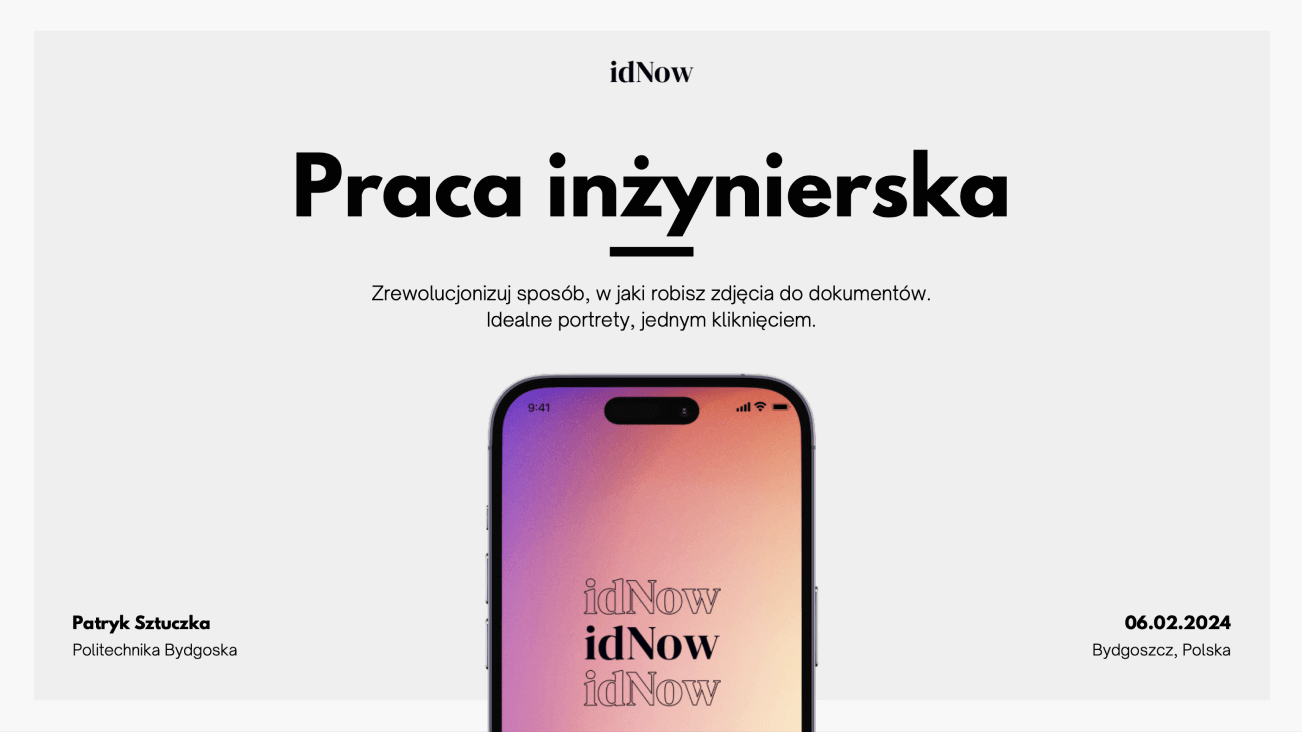 idNow
Praca inżynierska
Zrewolucjonizuj sposób, w jaki robisz zdjęcia do dokumentów.
Idealne portrety, jednym kliknięciem.
9:41
idNow
idNow
idNow
Patryk Sztuczka
Politechnika Bydgoska
06.02.2024
Bydgoszcz, Polska